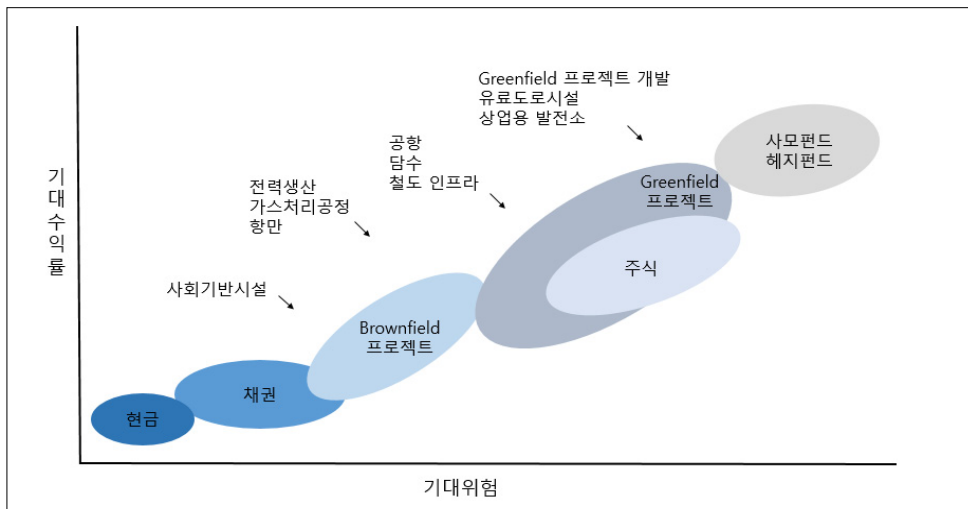 Greenfield 프로젝트 개발
유료도로시설
상업용 발전소
사모펀드
헤지펀드
공항
담수
철도 인프라
Greenfield
프로젝트
전력생산
가스처리공정
항만
주식
사회기반시설
Brownfield
프로젝트
채권
현금
기대수익률
기대위험